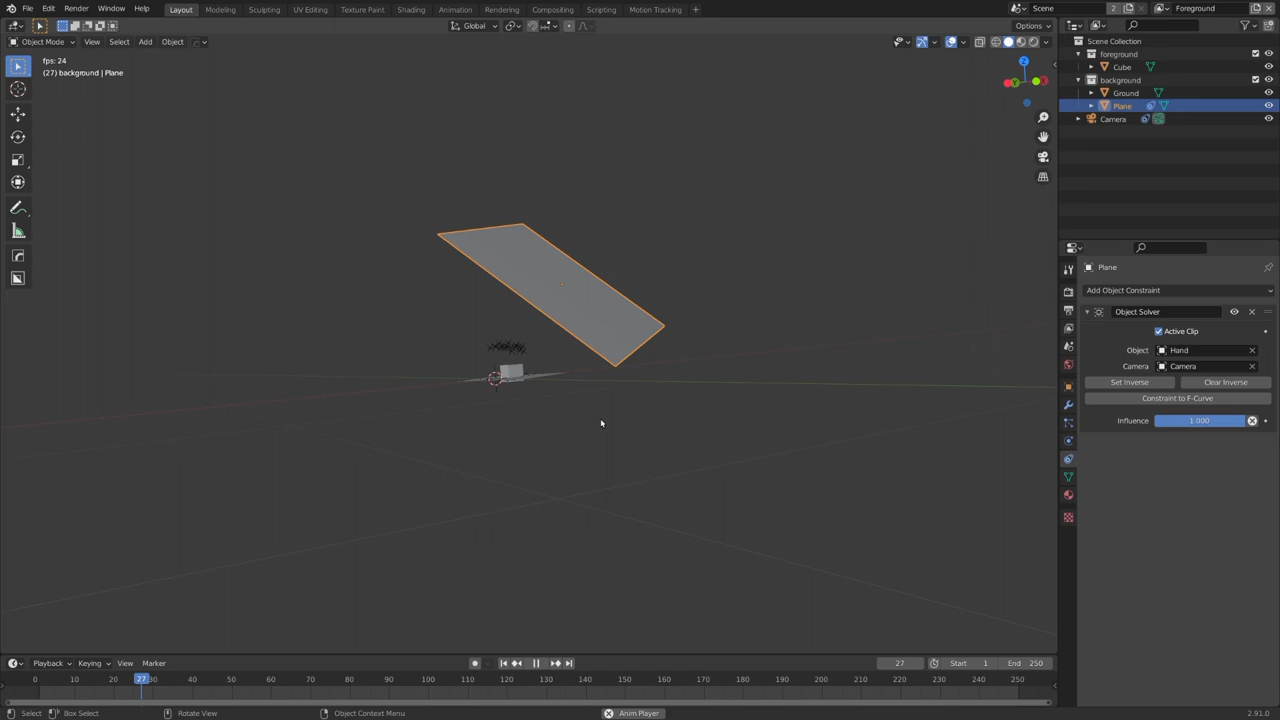 File Edit Render Window Help Layout Modeling Sculpting UV Editing Texture Paint Shading Animation Rendering Compositing Scripting Motion Tracking + Scene 2 Foreground
Global Options
Object Mode View Select Add Object
fps: 24
(27) background | Plane
Z
Y
X
Scene Collection
foreground
Cube
background
Ground
Plane
Camera
Plane
Add Object Constraint
Object Solver
Active Clip
Object Hand
Camera Camera
Set Inverse Clear Inverse
Constraint to F-Curve
Influence 1.000
Playback Keying View Marker 27 Start 1 End 250
0 10 20 27 30 40 50 60 70 80 90 100 110 120 130 140 150 160 170 180 190 200 210 220 230 240 250
Select Box Select Rotate View Object Context Menu Anim Player 2.91.0